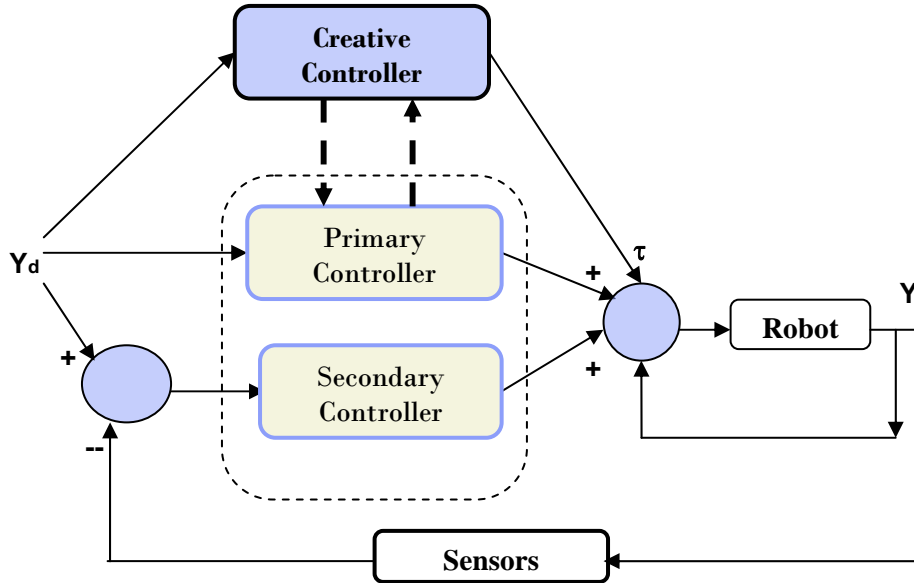 Creative
Controller
Primary
Controller
Yd
τ
+
Y
Robot
+
Secondary
Controller
+
--
Sensors